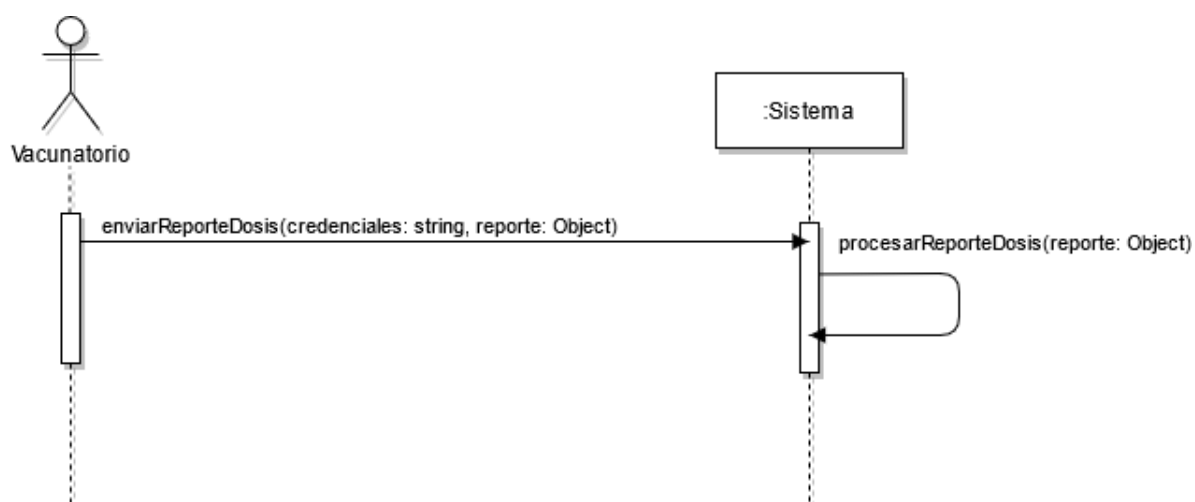 :Sistema
Vacunatorio
enviarReporteDosis(credenciales: string, reporte: Object)
procesarReporteDosis(reporte: Object)